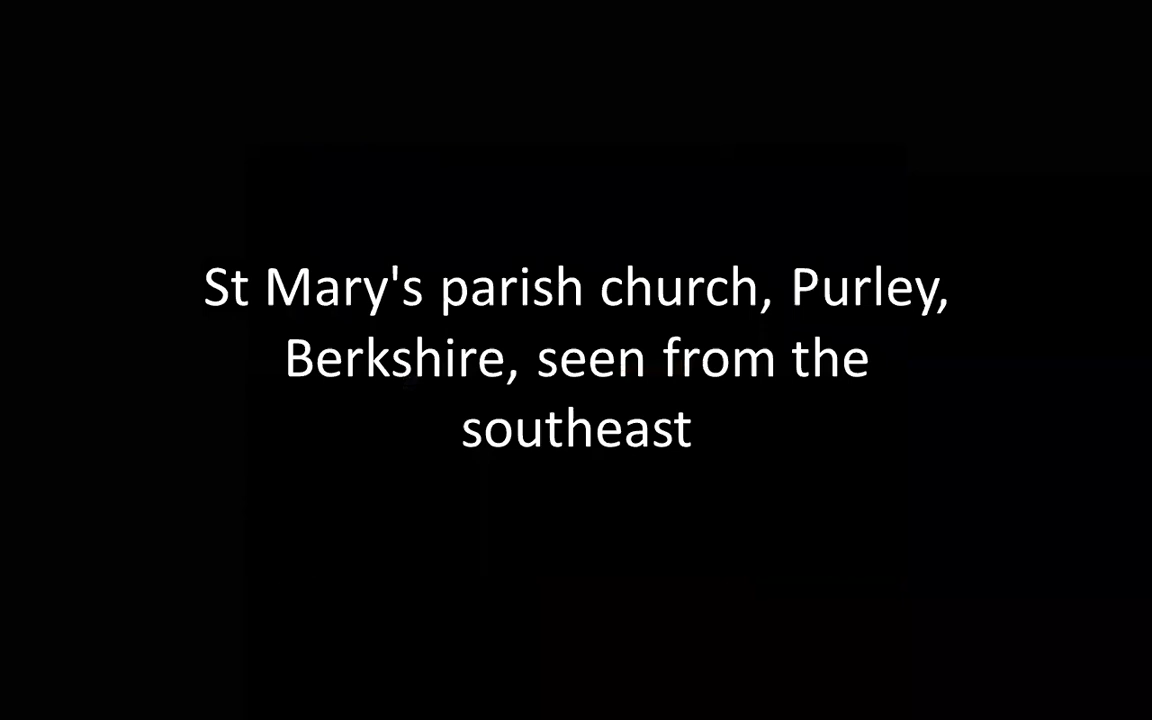 St Mary's parish church, Purley,
Berkshire, seen from the
southeast